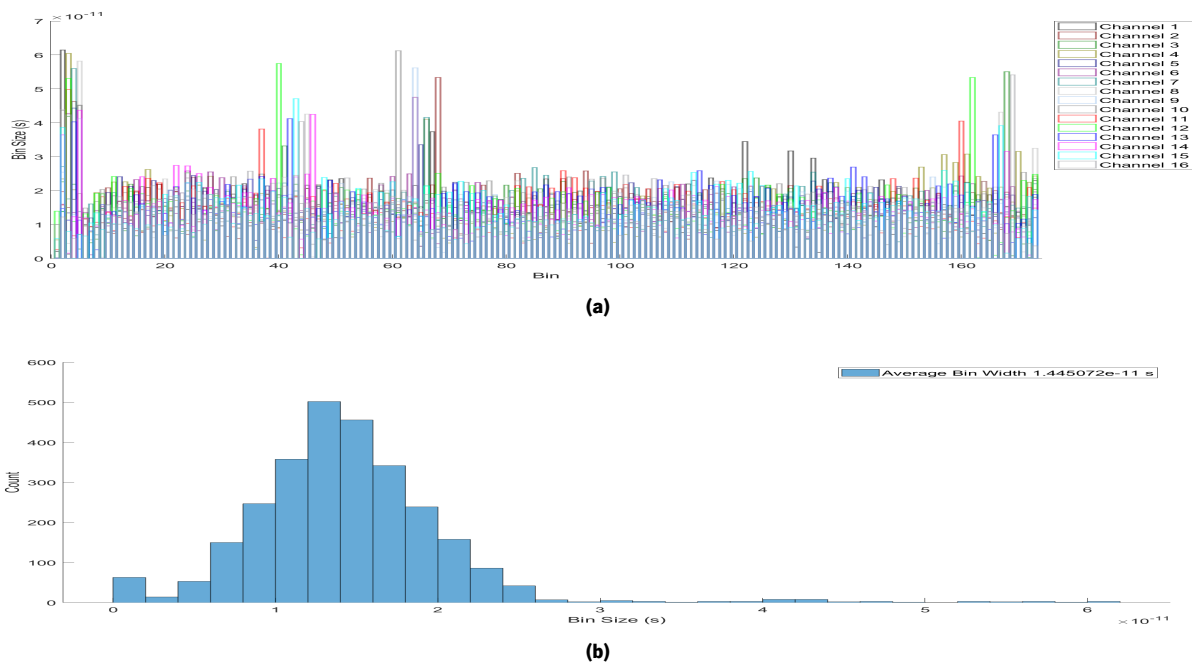 × 10⁻¹¹
7
6
5
4
3
2
1
0
Bin Size (s)
0 20 40 60 80 100 120 140 160
Bin
Channel 1
Channel 2
Channel 3
Channel 4
Channel 5
Channel 6
Channel 7
Channel 8
Channel 9
Channel 10
Channel 11
Channel 12
Channel 13
Channel 14
Channel 15
Channel 16
(a)
600
500
400
300
200
100
0
Count
Average Bin Width 1.445072e-11 s
0 1 2 3 4 5 6
Bin Size (s)
× 10⁻¹¹
(b)